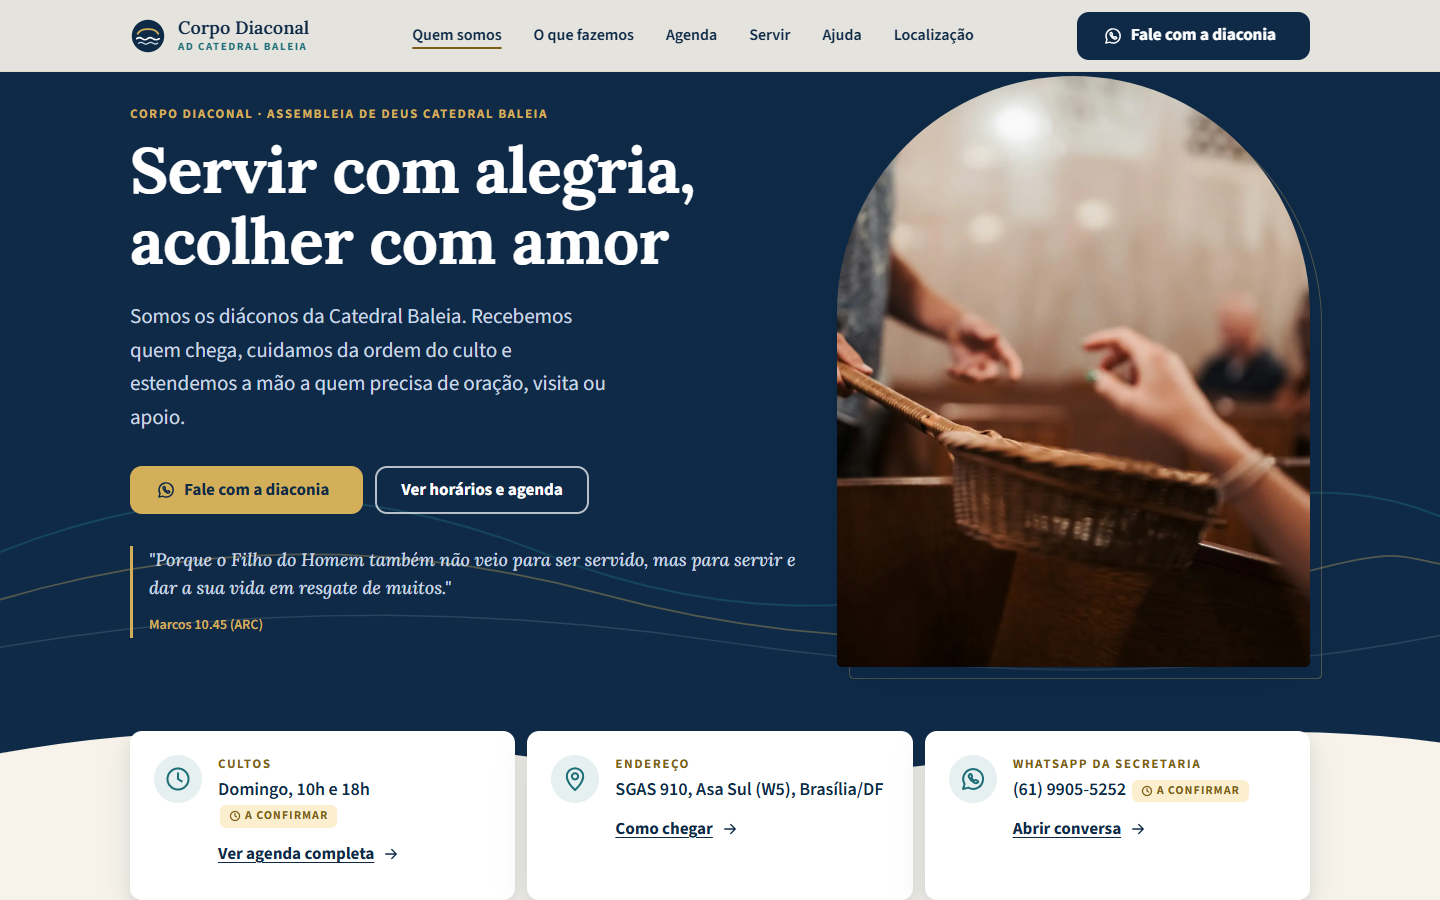 Corpo Diaconal
AD CATEDRAL BALEIA
Quem somos
O que fazemos
Agenda
Servir
Ajuda
Localização
Fale com a diaconia
CORPO DIACONAL · ASSEMBLEIA DE DEUS CATEDRAL BALEIA
Servir com alegria,
acolher com amor
Somos os diáconos da Catedral Baleia. Recebemos
quem chega, cuidamos da ordem do culto e
estendemos a mão a quem precisa de oração, visita ou
apoio.
Fale com a diaconia
Ver horários e agenda
"Porque o Filho do Homem também não veio para ser servido, mas para servir e
dar a sua vida em resgate de muitos."
Marcos 10.45 (ARC)
CULTOS
Domingo, 10h e 18h
A CONFIRMAR
Ver agenda completa
ENDEREÇO
SGAS 910, Asa Sul (W5), Brasília/DF
Como chegar
WHATSAPP DA SECRETARIA
(61) 9905-5252
A CONFIRMAR
Abrir conversa